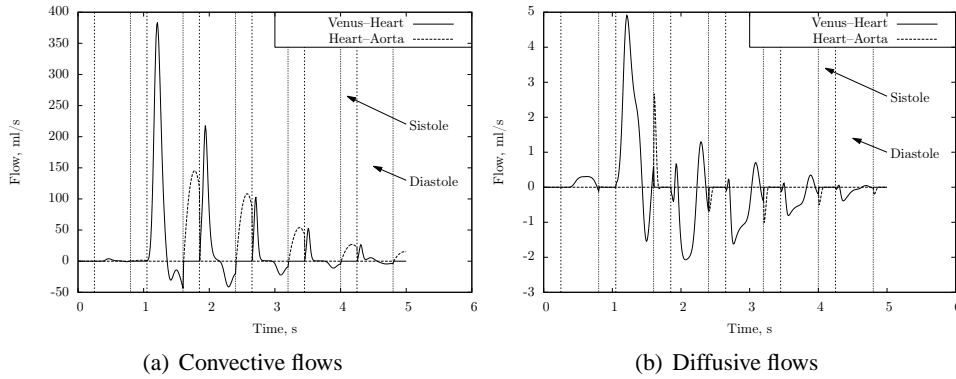 400
350
300
250
200
150
100
50
0
-50
0 1 2 3 4 5 6
Flow, ml/s
Time, s
Venus–Heart
Heart–Aorta
Sistole
Diastole
(a) Convective flows
5
4
3
2
1
0
-1
-2
-3
0 1 2 3 4 5 6
Flow, ml/s
Time, s
Venus–Heart
Heart–Aorta
Sistole
Diastole
(b) Diffusive flows